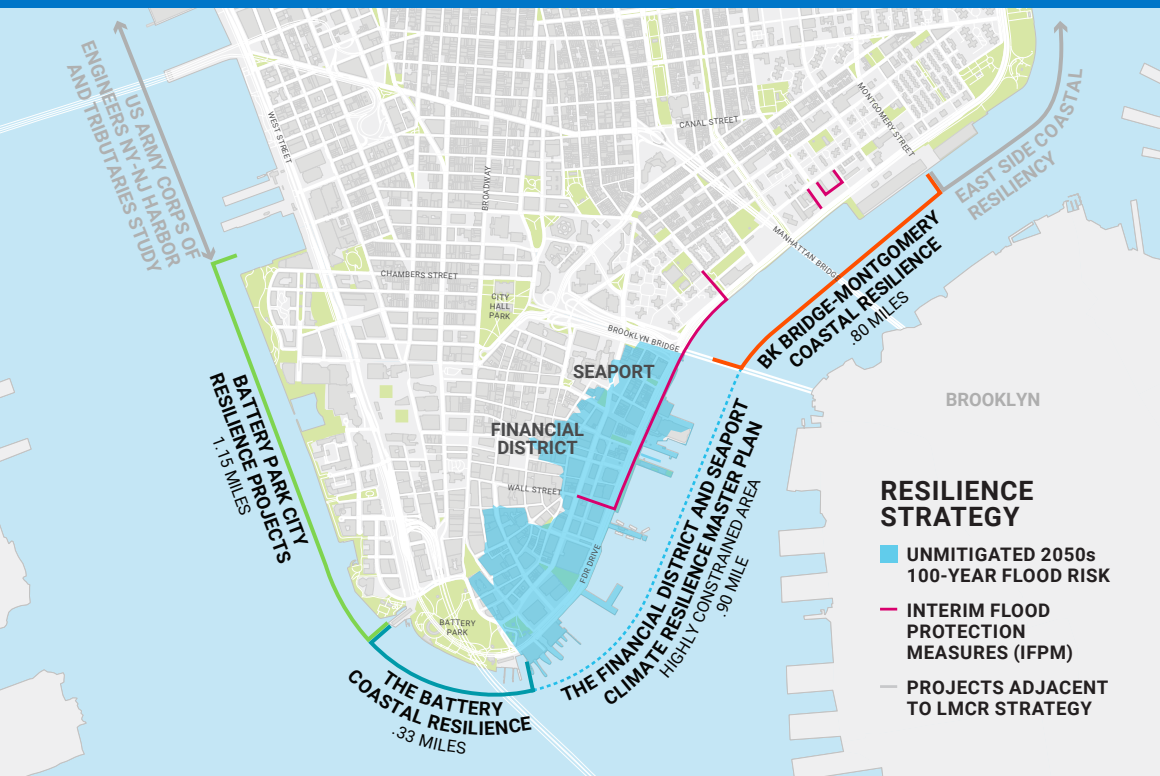 US ARMY CORPS OF
ENGINEERS NY-NJ HARBOR
AND TRIBUTARIES STUDY
WEST STREET
BROADWAY
CANAL STREET
MONTGOMERY STREET
EAST SIDE COASTAL
RESILIENCY
MANHATTAN BRIDG
CHAMBERS STREET
CITY
HALL
PARK
BROOKLYN BRIDGE
BK BRIDGE-MONTGOMERY
COASTAL RESILIENCE
.80 MILES
SEAPORT
FINANCIAL
DISTRICT
WALL STREET
FDR DRIVE
BROOKLYN
BATTERY PARK CITY
RESILIENCE PROJECTS
1.15 MILES
THE FINANCIAL DISTRICT AND SEAPORT
CLIMATE RESILIENCE MASTER PLAN
HIGHLY CONSTRAINED AREA
.90 MILE
BATTERY
PARK
THE BATTERY
COASTAL RESILIENCE
.33 MILES
RESILIENCE
STRATEGY
UNMITIGATED 2050s
100-YEAR FLOOD RISK
INTERIM FLOOD
PROTECTION
MEASURES (IFPM)
PROJECTS ADJACENT
TO LMCR STRATEGY